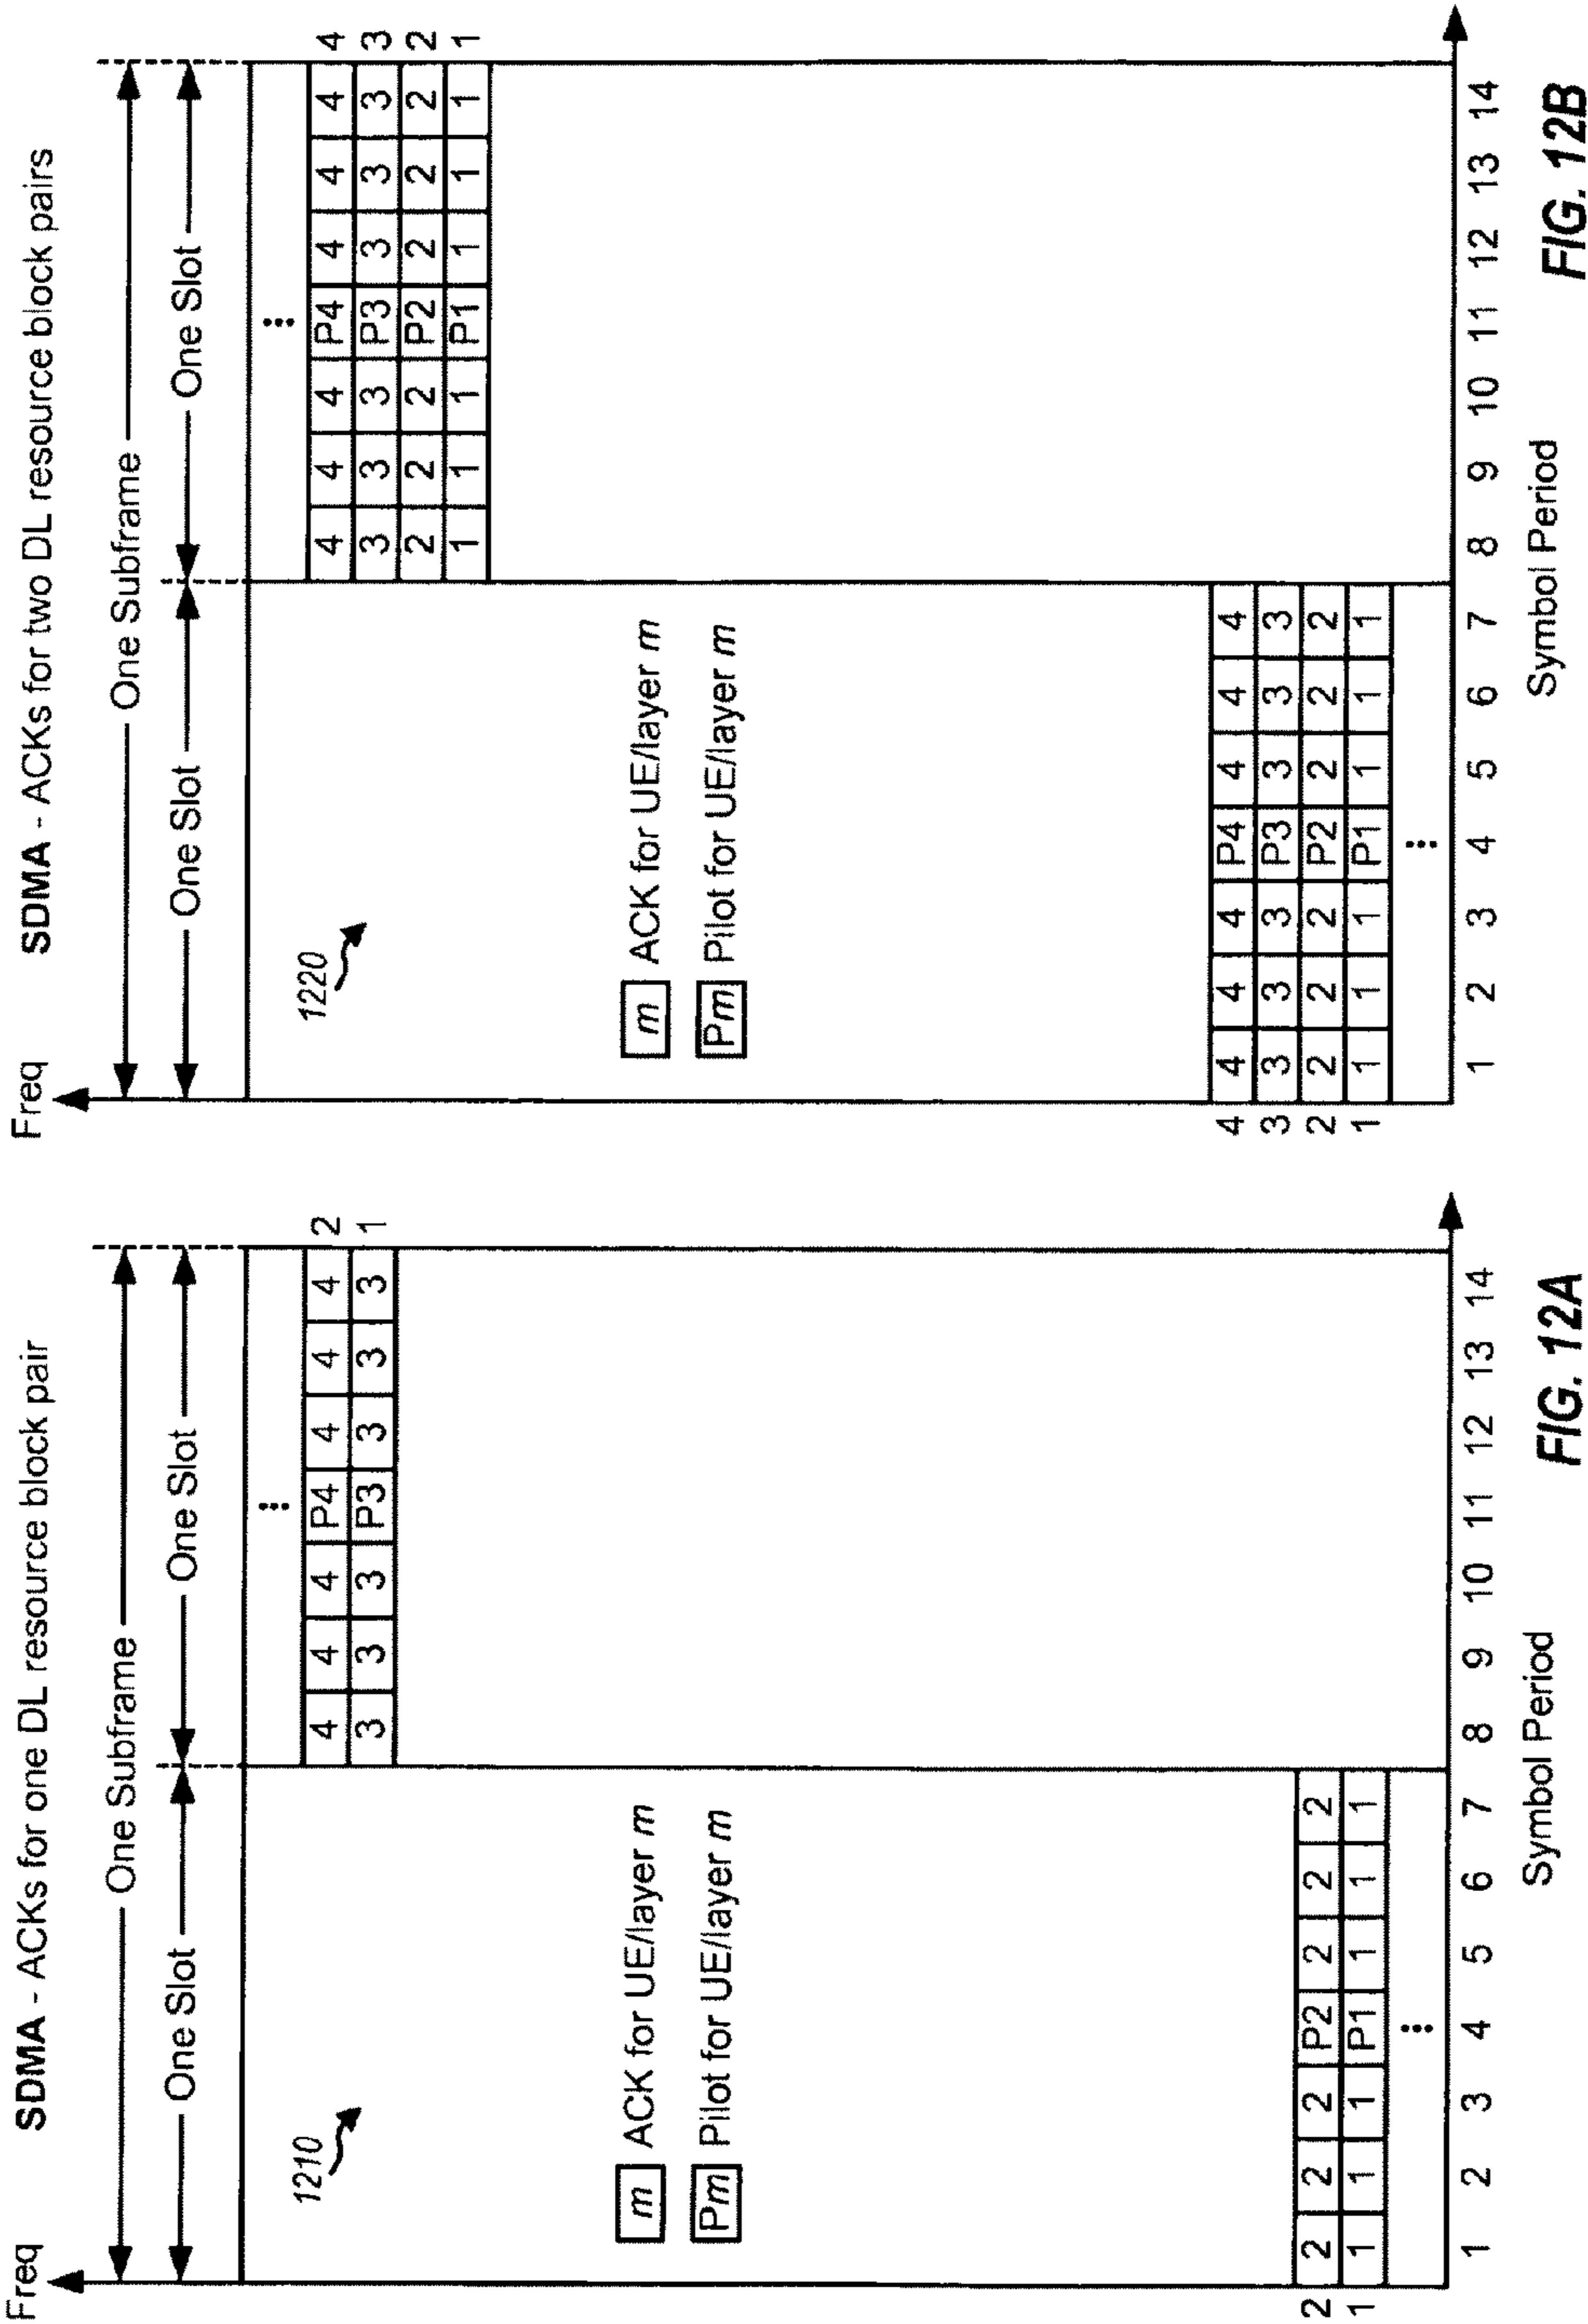 SDMA - ACKs for one DL resource block pair
Freq
One Subframe
One Slot One Slot
1210
⋮
4 4 4 P4 4 4 4 2
3 3 3 P3 3 3 3 1
m ACK for UE/layer m
Pm Pilot for UE/layer m
2 2 2 2 P2 2 2 2
1 1 1 1 P1 1 1 1
⋮
1 2 3 4 5 6 7 8 9 10 11 12 13 14
Symbol Period
FIG. 12A
SDMA - ACKs for two DL resource block pairs
Freq
One Subframe
One Slot One Slot
1220
⋮
4 4 4 P4 4 4 4 4
3 3 3 P3 3 3 3 3
2 2 2 P2 2 2 2 2
1 1 1 P1 1 1 1 1
m ACK for UE/layer m
Pm Pilot for UE/layer m
4 4 4 4 P4 4 4 4
3 3 3 3 P3 3 3 3
2 2 2 2 P2 2 2 2
1 1 1 1 P1 1 1 1
⋮
1 2 3 4 5 6 7 8 9 10 11 12 13 14
Symbol Period
FIG. 12B